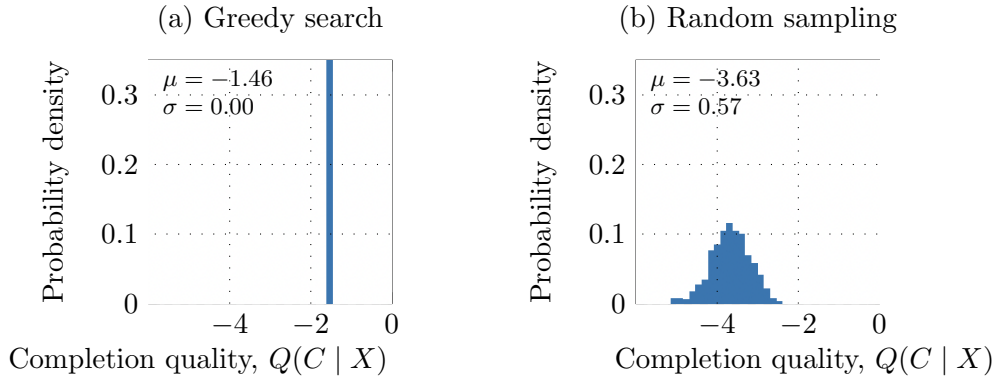 (a) Greedy search
Probability density
0.3
0.2
0.1
0
μ = −1.46
σ = 0.00
−4
−2
0
Completion quality, Q(C | X)
(b) Random sampling
Probability density
0.3
0.2
0.1
0
μ = −3.63
σ = 0.57
−4
−2
0
Completion quality, Q(C | X)